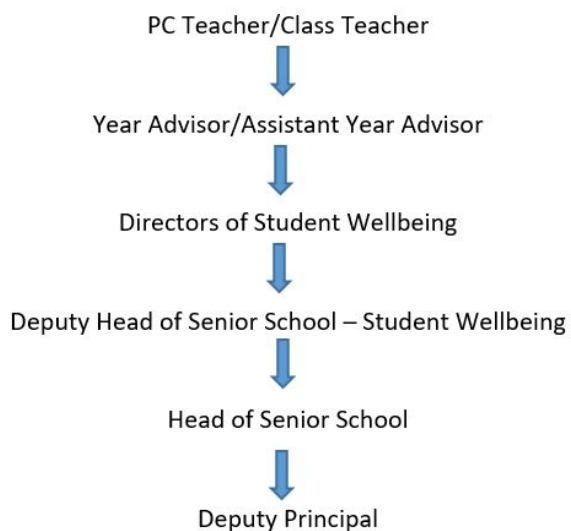 PC Teacher/Class Teacher
Year Advisor/Assistant Year Advisor
Directors of Student Wellbeing
Deputy Head of Senior School – Student Wellbeing
Head of Senior School
Deputy Principal